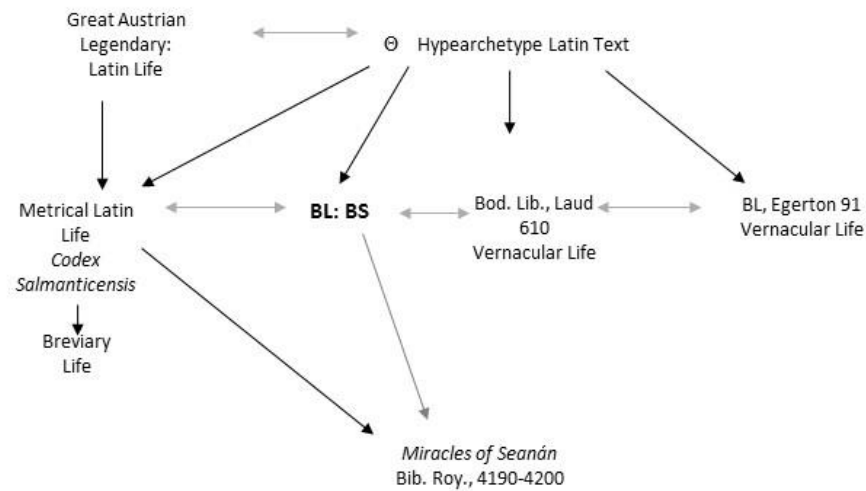 Great Austrian
Legendary:
Latin Life
Θ Hypearchetype Latin Text
Metrical Latin
Life
Codex
Salmanticensis
BL: BS
Bod. Lib., Laud
610
Vernacular Life
BL, Egerton 91
Vernacular Life
Breviary
Life
Miracles of Seanán
Bib. Roy., 4190-4200